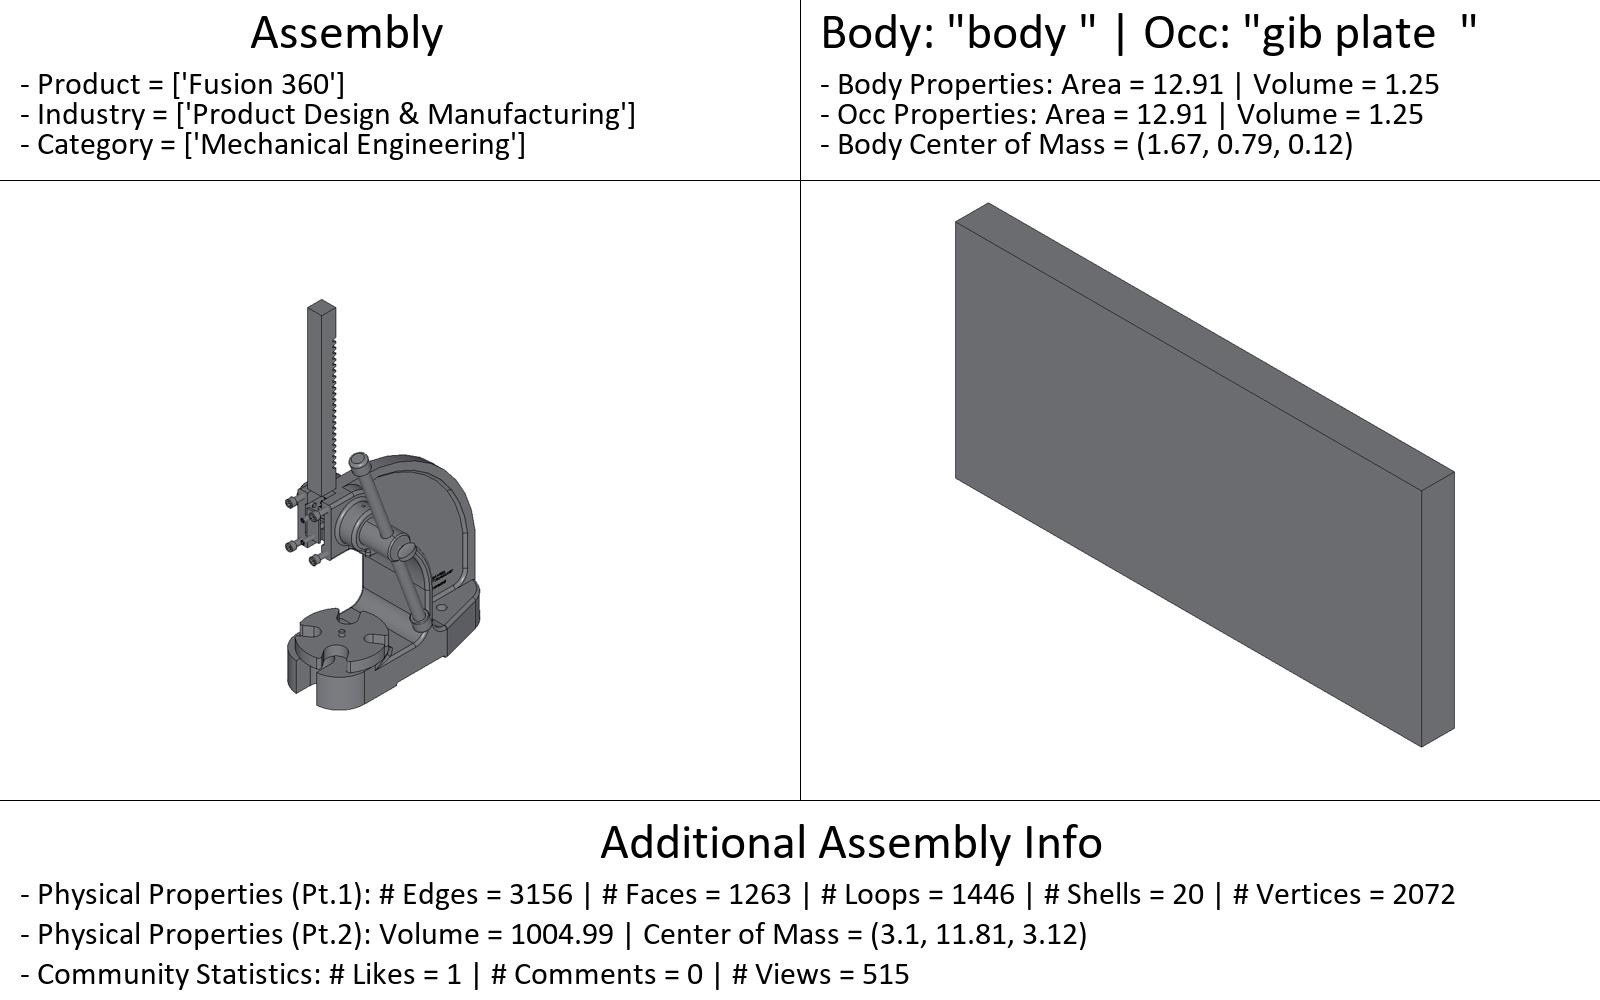 Assembly
- Product = ['Fusion 360']
- Industry = ['Product Design & Manufacturing']
- Category = ['Mechanical Engineering']
Body: "body " | Occ: "gib plate  "
- Body Properties: Area = 12.91 | Volume = 1.25
- Occ Properties: Area = 12.91 | Volume = 1.25
- Body Center of Mass = (1.67, 0.79, 0.12)
Additional Assembly Info
- Physical Properties (Pt.1): # Edges = 3156 | # Faces = 1263 | # Loops = 1446 | # Shells = 20 | # Vertices = 2072
- Physical Properties (Pt.2): Volume = 1004.99 | Center of Mass = (3.1, 11.81, 3.12)
- Community Statistics: # Likes = 1 | # Comments = 0 | # Views = 515